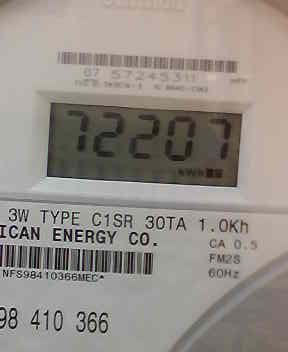 07 57245311
72207
kWh
3W TYPE C1SR 30TA 1.0Kh
ICAN ENERGY CO.
CA 0.5
FM2S
60Hz
NFS98410366MEC*
98 410 366